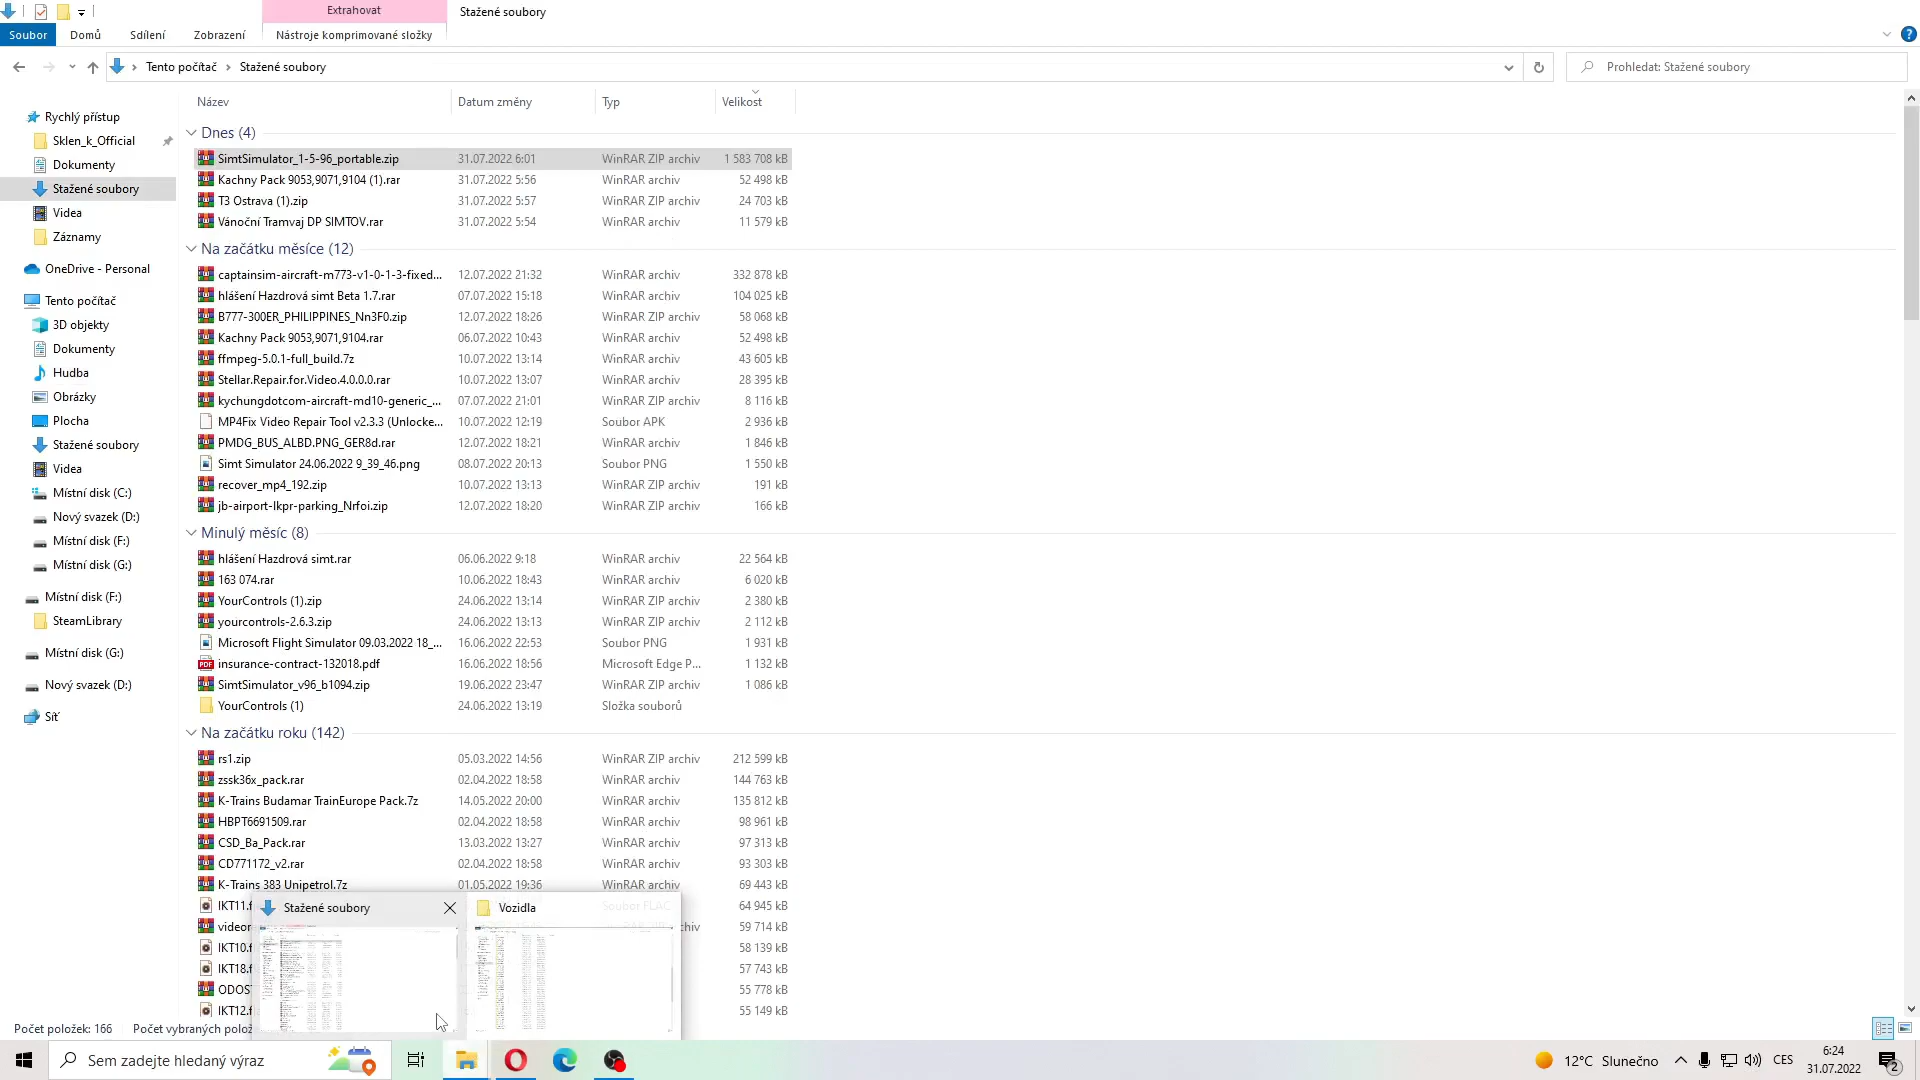 Extrahovat
Stažené soubory
Soubor
Domů
Sdílení
Zobrazení
Nástroje komprimované složky
Tento počítač
Stažené soubory
Prohledat: Stažené soubory
Název
Datum změny
Typ
Velikost
Rychlý přístup
Sklen_k_Official
Dokumenty
Stažené soubory
Videa
Záznamy
OneDrive - Personal
Tento počítač
3D objekty
Dokumenty
Hudba
Obrázky
Plocha
Stažené soubory
Videa
Místní disk (C:)
Nový svazek (D:)
Místní disk (F:)
Místní disk (G:)
Místní disk (F:)
SteamLibrary
Místní disk (G:)
Nový svazek (D:)
Síť
Dnes (4)
SimtSimulator_1-5-96_portable.zip 31.07.2022 6:01 WinRAR ZIP archiv 1 583 708 kB
Kachny Pack 9053,9071,9104 (1).rar 31.07.2022 5:56 WinRAR archiv 52 498 kB
T3 Ostrava (1).zip 31.07.2022 5:57 WinRAR ZIP archiv 24 703 kB
Vánoční Tramvaj DP SIMTOV.rar 31.07.2022 5:54 WinRAR archiv 11 579 kB
Na začátku měsíce (12)
captainsim-aircraft-m773-v1-0-1-3-fixed... 12.07.2022 21:32 WinRAR archiv 332 878 kB
hlášení Hazdrová simt Beta 1.7.rar 07.07.2022 15:18 WinRAR archiv 104 025 kB
B777-300ER_PHILIPPINES_Nn3F0.zip 12.07.2022 18:26 WinRAR ZIP archiv 58 068 kB
Kachny Pack 9053,9071,9104.rar 06.07.2022 10:43 WinRAR archiv 52 498 kB
ffmpeg-5.0.1-full_build.7z 10.07.2022 13:14 WinRAR archiv 43 605 kB
Stellar.Repair.for.Video.4.0.0.0.rar 10.07.2022 13:07 WinRAR archiv 28 395 kB
kychungdotcom-aircraft-md10-generic_... 07.07.2022 21:01 WinRAR archiv 8 116 kB
MP4Fix Video Repair Tool v2.3.3 (Unlocke... 10.07.2022 12:19 Soubor APK 2 936 kB
PMDG_BUS_ALBD.PNG_GER8d.rar 12.07.2022 18:21 WinRAR archiv 1 846 kB
Simt Simulator 24.06.2022 9_39_46.png 08.07.2022 20:13 Soubor PNG 1 550 kB
recover_mp4_192.zip 10.07.2022 13:13 WinRAR ZIP archiv 191 kB
jb-airport-lkpr-parking_Nrfoi.zip 12.07.2022 18:20 WinRAR ZIP archiv 166 kB
Minulý měsíc (8)
hlášení Hazdrová simt.rar 06.06.2022 9:18 WinRAR archiv 22 564 kB
163 074.rar 10.06.2022 18:43 WinRAR archiv 6 020 kB
YourControls (1).zip 24.06.2022 13:14 WinRAR ZIP archiv 2 380 kB
yourcontrols-2.6.3.zip 24.06.2022 13:13 WinRAR ZIP archiv 2 112 kB
Microsoft Flight Simulator 09.03.2022 18_... 16.06.2022 22:53 Soubor PNG 1 931 kB
insurance-contract-132018.pdf 16.06.2022 18:56 Microsoft Edge P... 1 132 kB
SimtSimulator_v96_b1094.zip 19.06.2022 23:47 WinRAR ZIP archiv 1 086 kB
YourControls (1) 24.06.2022 13:19 Složka souborů
Na začátku roku (142)
rs1.zip 05.03.2022 14:56 WinRAR ZIP archiv 212 599 kB
zssk36x_pack.rar 02.04.2022 18:58 WinRAR archiv 144 763 kB
K-Trains Budamar TrainEurope Pack.7z 14.05.2022 20:00 WinRAR archiv 135 812 kB
HBPT6691509.rar 02.04.2022 18:58 WinRAR archiv 98 961 kB
CSD_Ba_Pack.rar 13.03.2022 13:27 WinRAR archiv 97 313 kB
CD771172_v2.rar 02.04.2022 18:58 WinRAR archiv 93 303 kB
K-Trains 383 Unipetrol.7z 01.05.2022 19:36 WinRAR archiv 69 443 kB
IKT11.f Soubor FLAC 64 945 kB
videor chiv 59 714 kB
IKT10.f 58 139 kB
IKT18.f 57 743 kB
ODOS 55 778 kB
IKT12.f 55 149 kB
Stažené soubory
Vozidla
Počet položek: 166
Počet vybraných polož
Sem zadejte hledaný výraz
12°C Slunečno
CES
6:24
31.07.2022
2